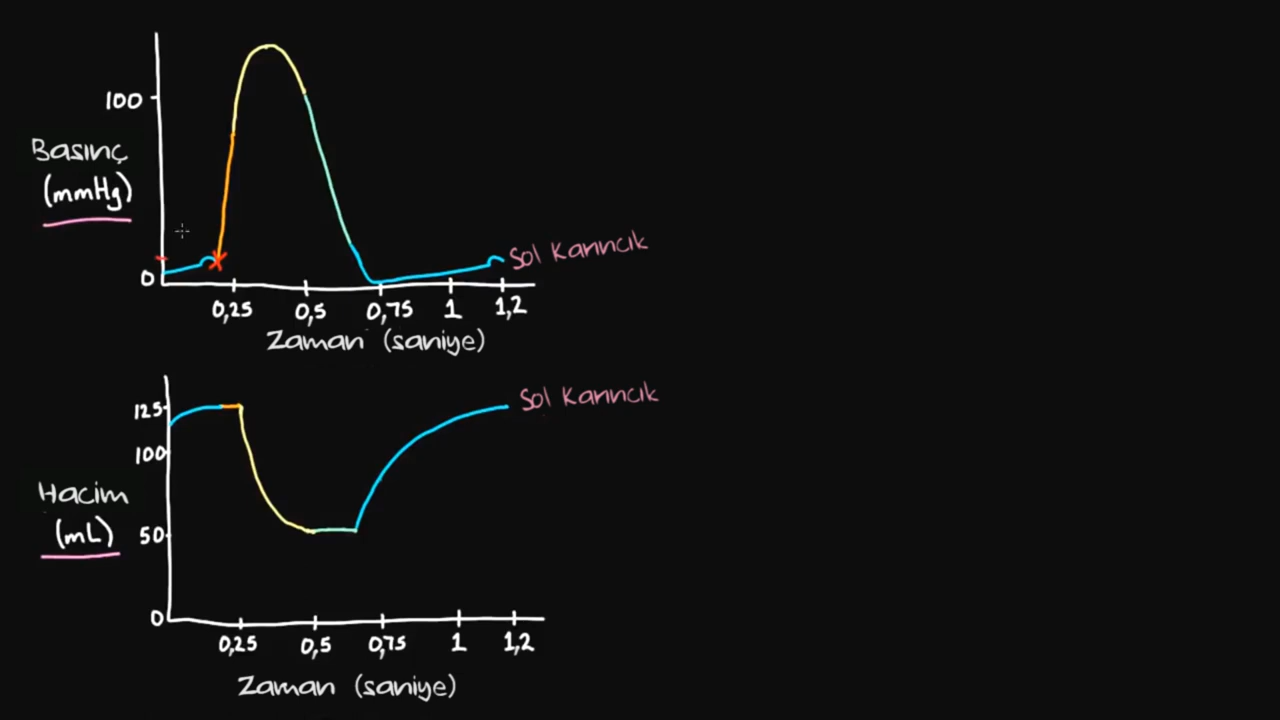 100
Basınç
(mmHg)
0
Sol Karıncık
0,25 0,5 0,75 1 1,2
Zaman (saniye)
125
Sol Karıncık
100
Hacim
(mL)
50
0
0,25 0,5 0,75 1 1,2
Zaman (saniye)